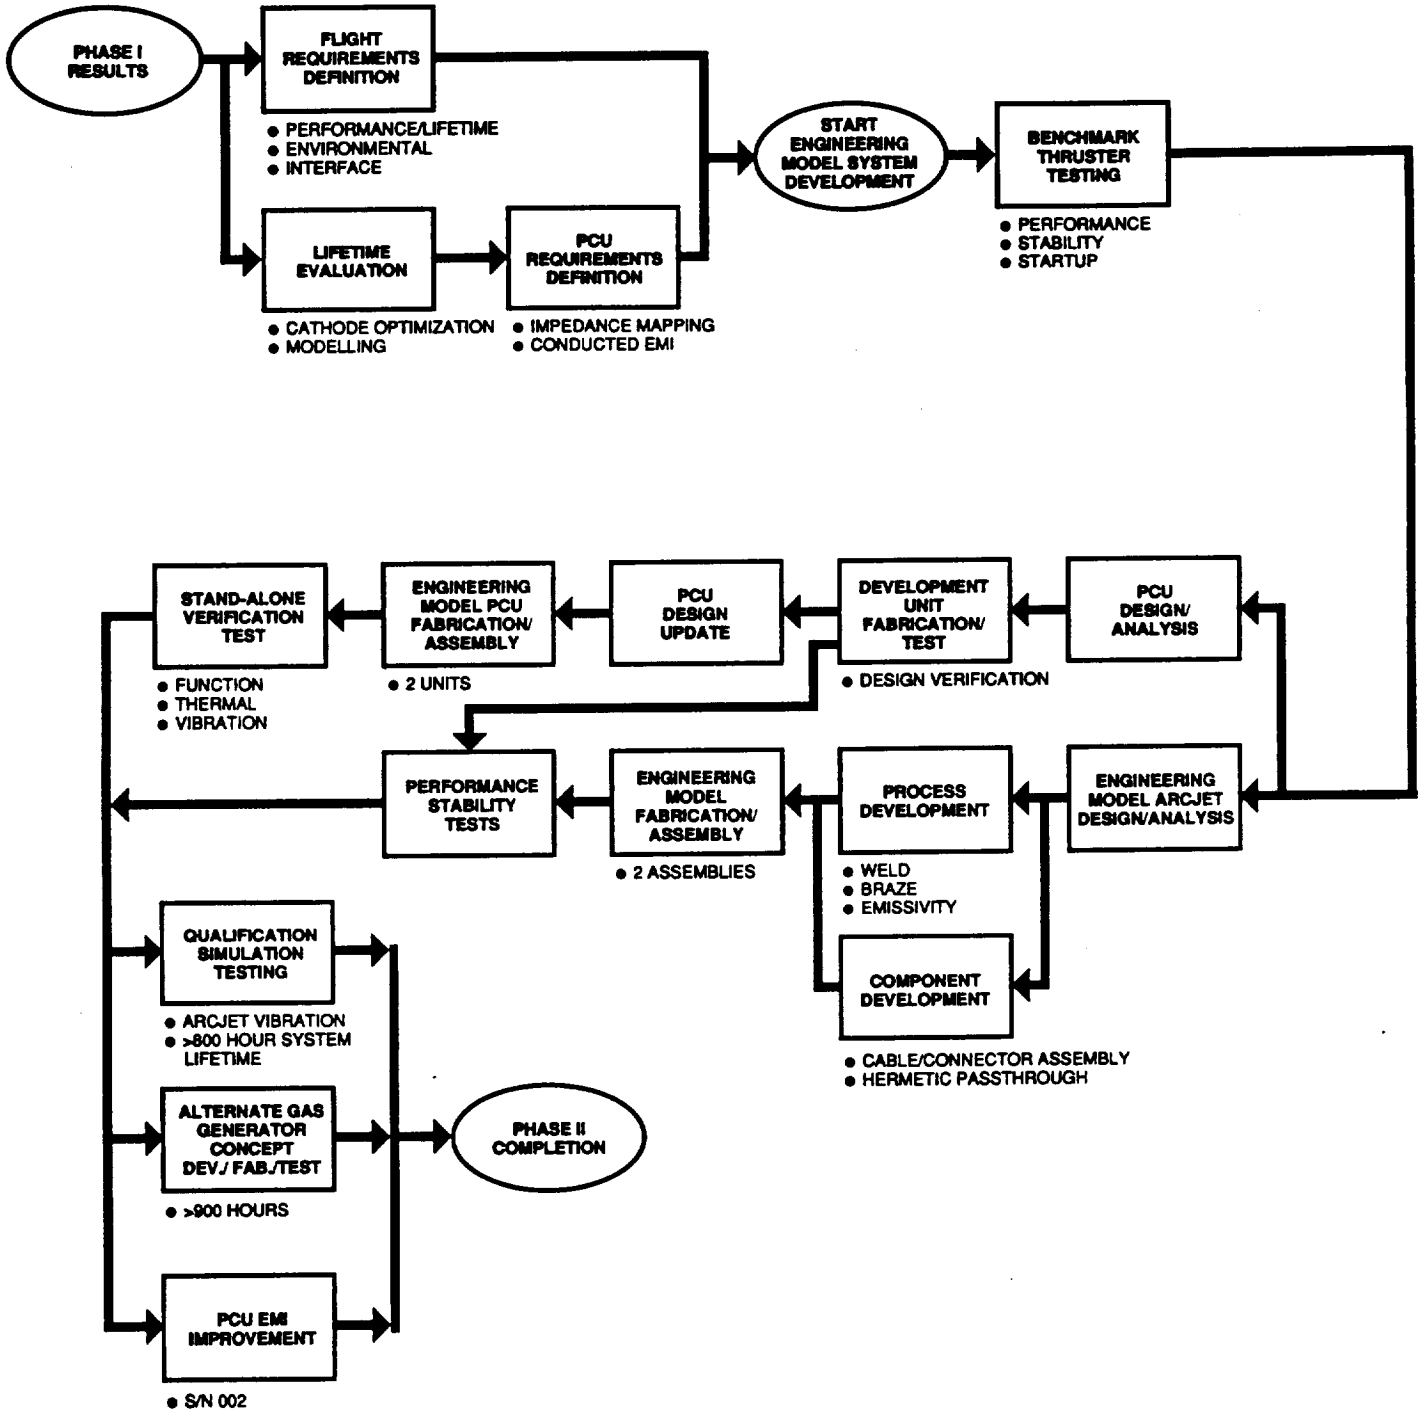 PHASE I
RESULTS
FLIGHT
REQUIREMENTS
DEFINITION
● PERFORMANCE/LIFETIME
● ENVIRONMENTAL
● INTERFACE
LIFETIME
EVALUATION
● CATHODE OPTIMIZATION
● MODELLING
PCU
REQUIREMENTS
DEFINITION
● IMPEDANCE MAPPING
● CONDUCTED EMI
START
ENGINEERING
MODEL SYSTEM
DEVELOPMENT
BENCHMARK
THRUSTER
TESTING
● PERFORMANCE
● STABILITY
● STARTUP
STAND-ALONE
VERIFICATION
TEST
● FUNCTION
● THERMAL
● VIBRATION
ENGINEERING
MODEL PCU
FABRICATION/
ASSEMBLY
● 2 UNITS
PCU
DESIGN
UPDATE
DEVELOPMENT
UNIT
FABRICATION/
TEST
● DESIGN VERIFICATION
PCU
DESIGN/
ANALYSIS
PERFORMANCE
STABILITY
TESTS
ENGINEERING
MODEL
FABRICATION/
ASSEMBLY
● 2 ASSEMBLIES
PROCESS
DEVELOPMENT
● WELD
● BRAZE
● EMISSIVITY
ENGINEERING
MODEL ARCJET
DESIGN/ANALYSIS
COMPONENT
DEVELOPMENT
● CABLE/CONNECTOR ASSEMBLY
● HERMETIC PASSTHROUGH
QUALIFICATION
SIMULATION
TESTING
● ARCJET VIBRATION
● >800 HOUR SYSTEM
LIFETIME
ALTERNATE GAS
GENERATOR
CONCEPT
DEV./ FAB./TEST
● >900 HOURS
PHASE II
COMPLETION
PCU EMI
IMPROVEMENT
● S/N 002